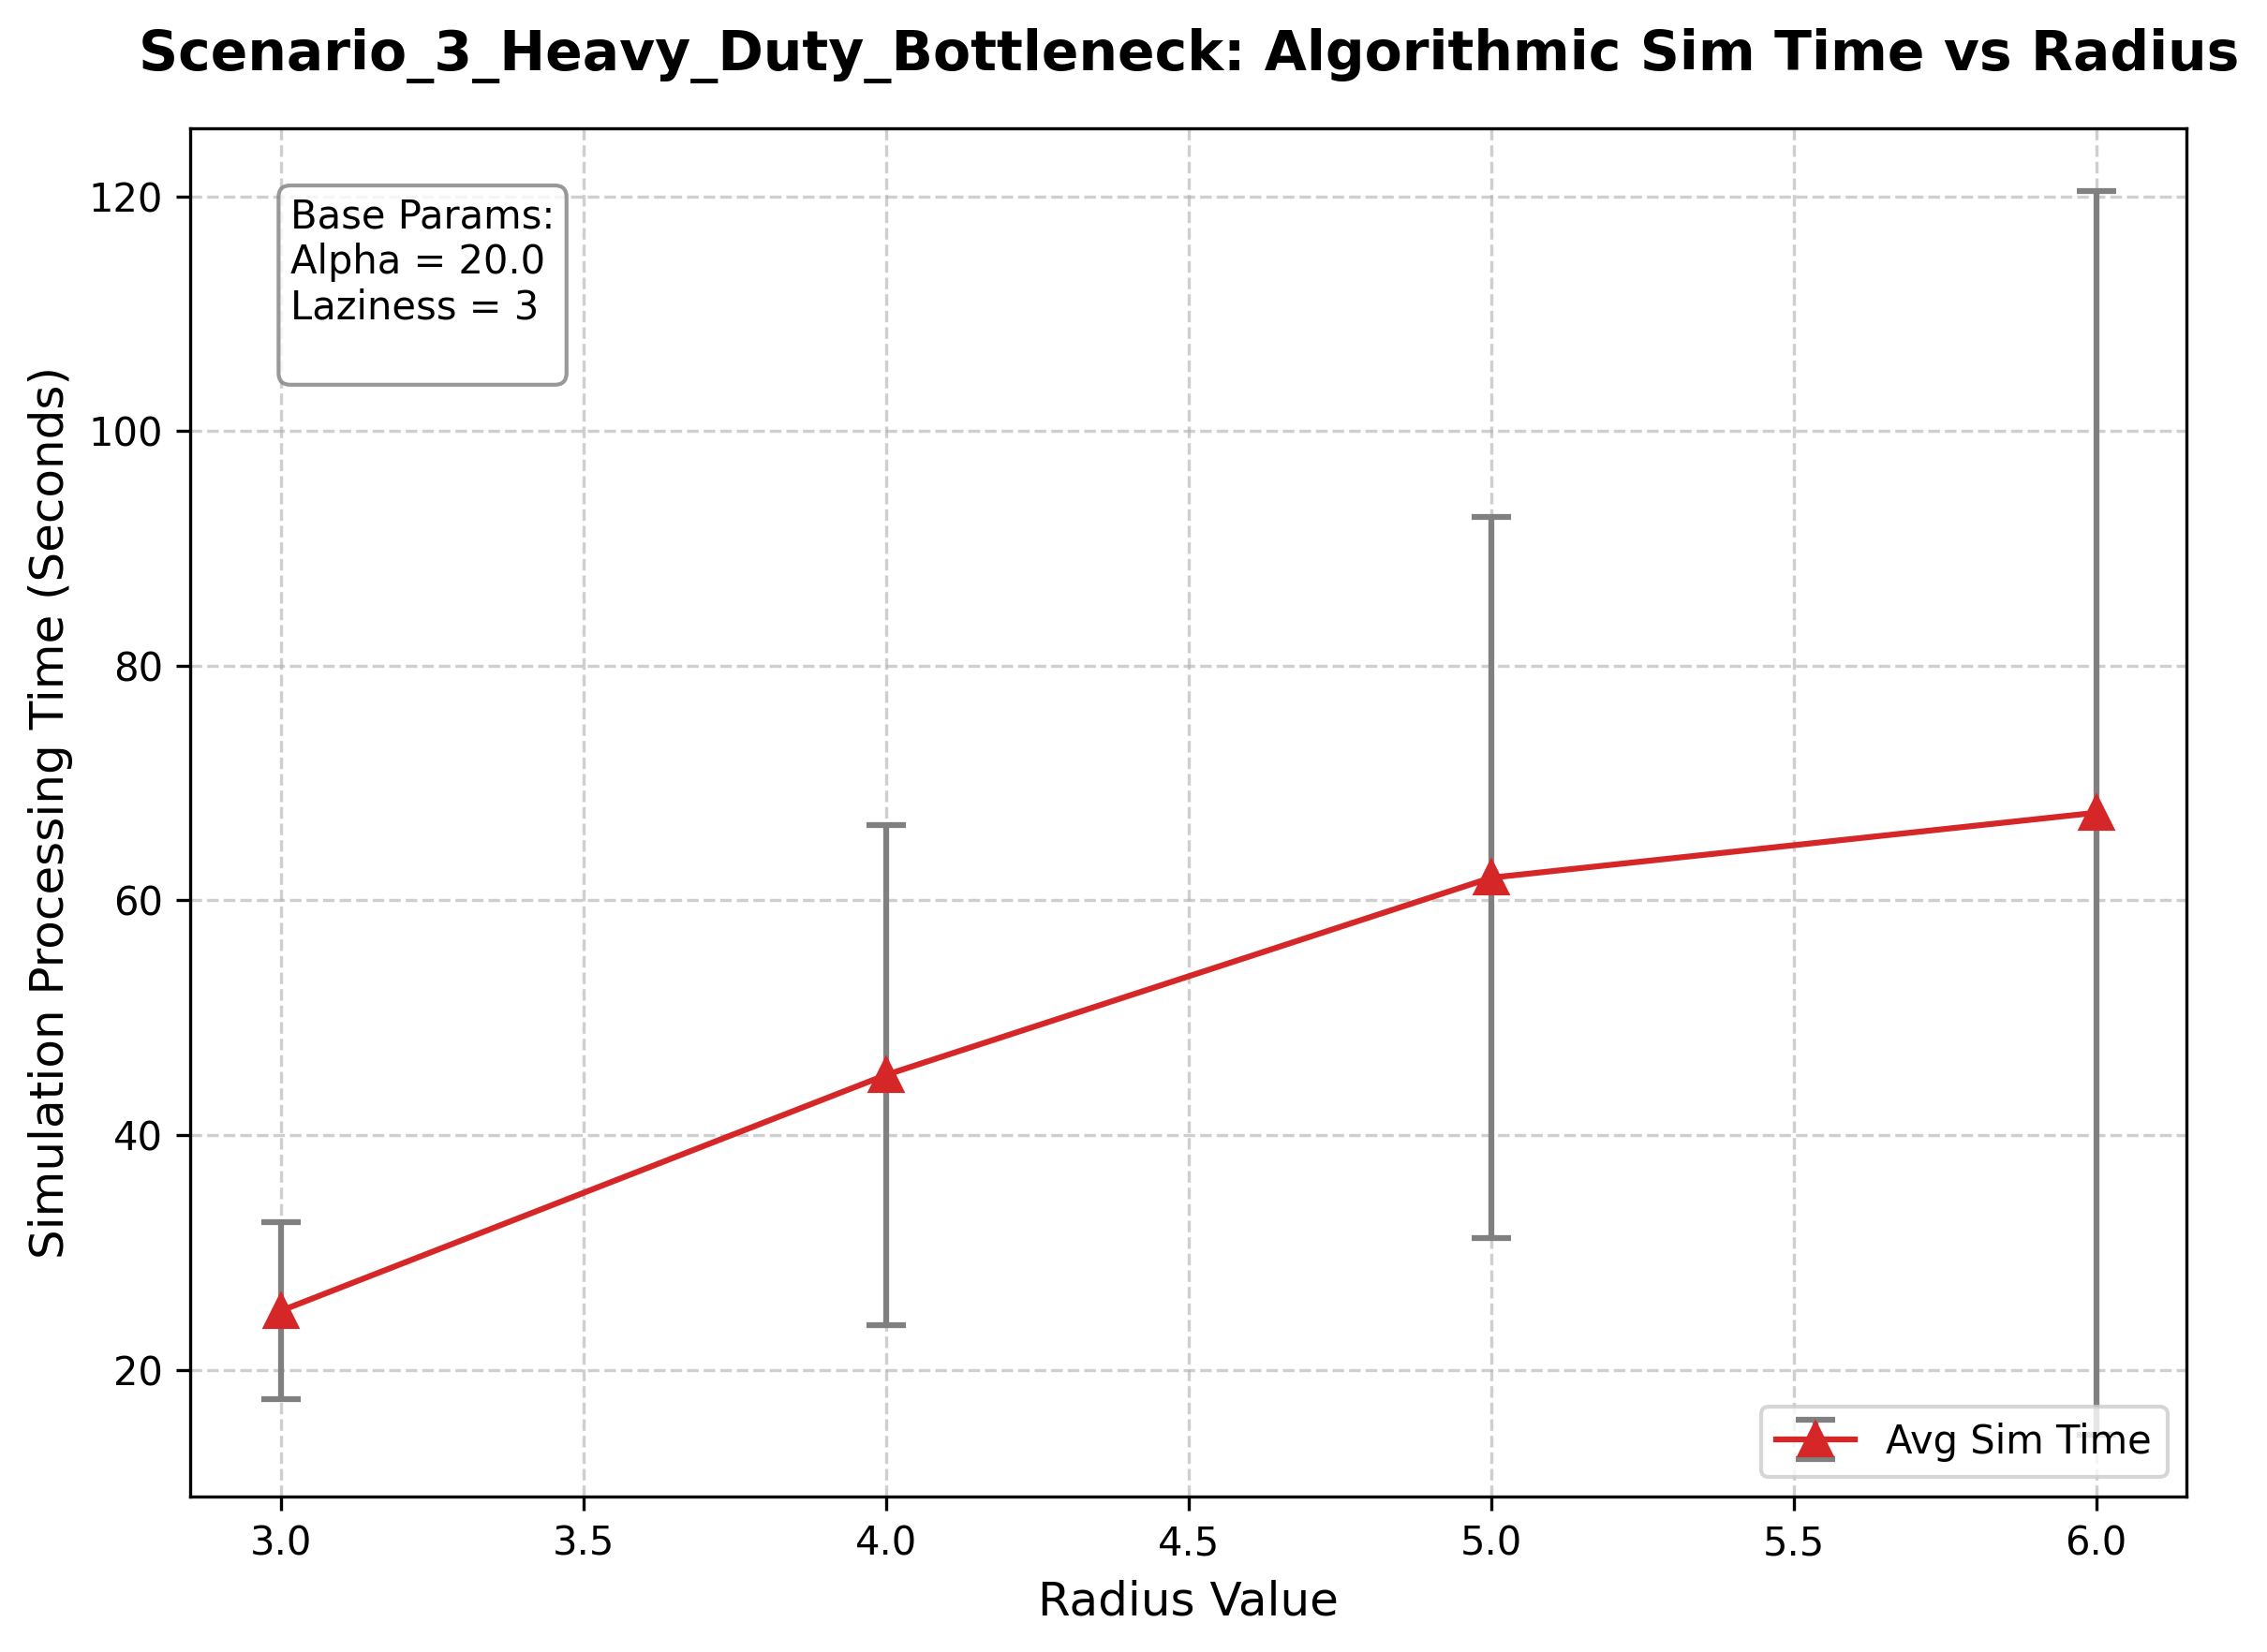 Scenario_3_Heavy_Duty_Bottleneck: Algorithmic Sim Time vs Radius
Simulation Processing Time (Seconds)
120
100
80
60
40
20
Base Params:
Alpha = 20.0
Laziness = 3
Avg Sim Time
3.0
3.5
4.0
4.5
5.0
5.5
6.0
Radius Value